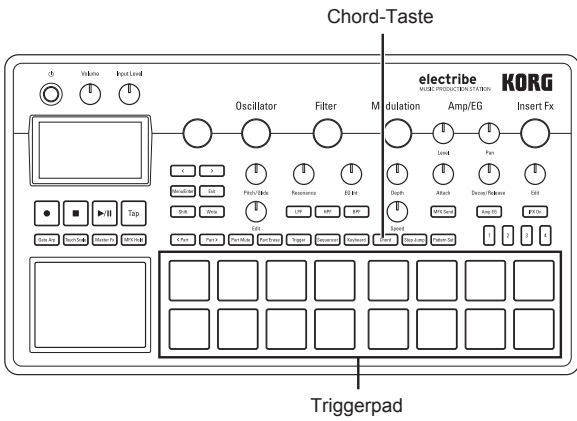 Chord-Taste
Volume
Input Level
electribe
MUSIC PRODUCTION STATION
KORG
Oscillator
Filter
Modulation
Amp/EG
Insert Fx
Level
Pan
<
>
Menu/Enter
Exit
Pitch/Glide
Resonance
EG Int
Depth
Attack
Decay/Release
Edit
Shift
Write
LPF
HPF
BPF
MFX Send
Amp EG
IFX On
Tap
Edit
Speed
Gate Arp
Touch Scale
Master Fx
MFX Hold
< Part
Part >
Part Mute
Part Erase
Trigger
Sequencer
Keyboard
Chord
Step Jump
Pattern Set
1
2
3
4
Triggerpad